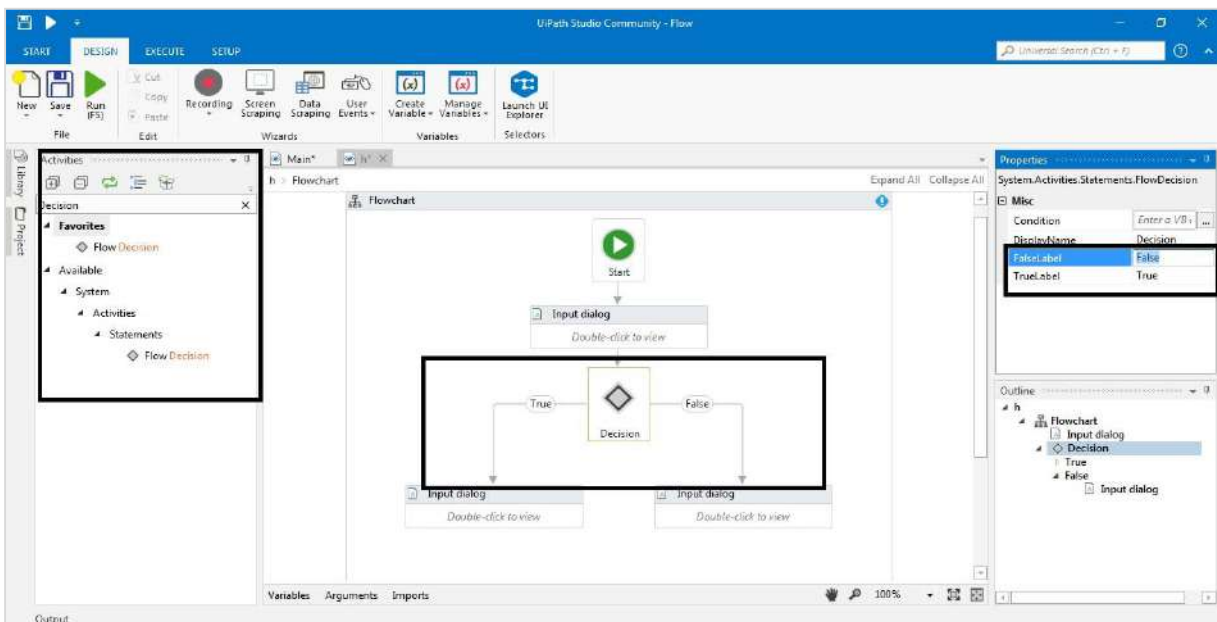 UiPath Studio Community - Flow
START DESIGN EXECUTE SETUP
Universal Search (Ctrl + F)
New Save Run (F5) Cut Copy Paste Recording Screen Scraping Data Scraping User Events Create Variable Manage Variables Launch UI Explorer
File Edit Wizards Variables Selectors
Library
Project
Activities
Decision
Favorites
Flow Decision
Available
System
Activities
Statements
Flow Decision
Main* h*
h > Flowchart Expand All Collapse All
Flowchart
Start
Input dialog
Double-click to view
True
Decision
False
Input dialog
Double-click to view
Input dialog
Double-click to view
Variables Arguments Imports 100%
Properties
System.Activities.Statements.FlowDecision
Misc
Condition Enter a VB
DisplayName Decision
FalseLabel False
TrueLabel True
Outline
h
Flowchart
Input dialog
Decision
True
False
Input dialog
Output